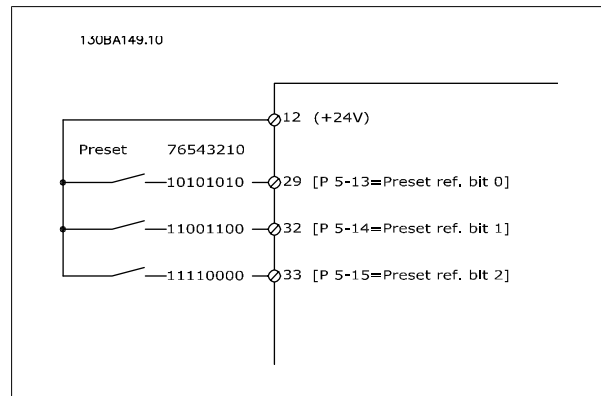 130BA149.10
12 (+24V)
Preset 76543210
10101010 29 [P 5-13=Preset ref. bit 0]
11001100 32 [P 5-14=Preset ref. bit 1]
11110000 33 [P 5-15=Preset ref. bit 2]